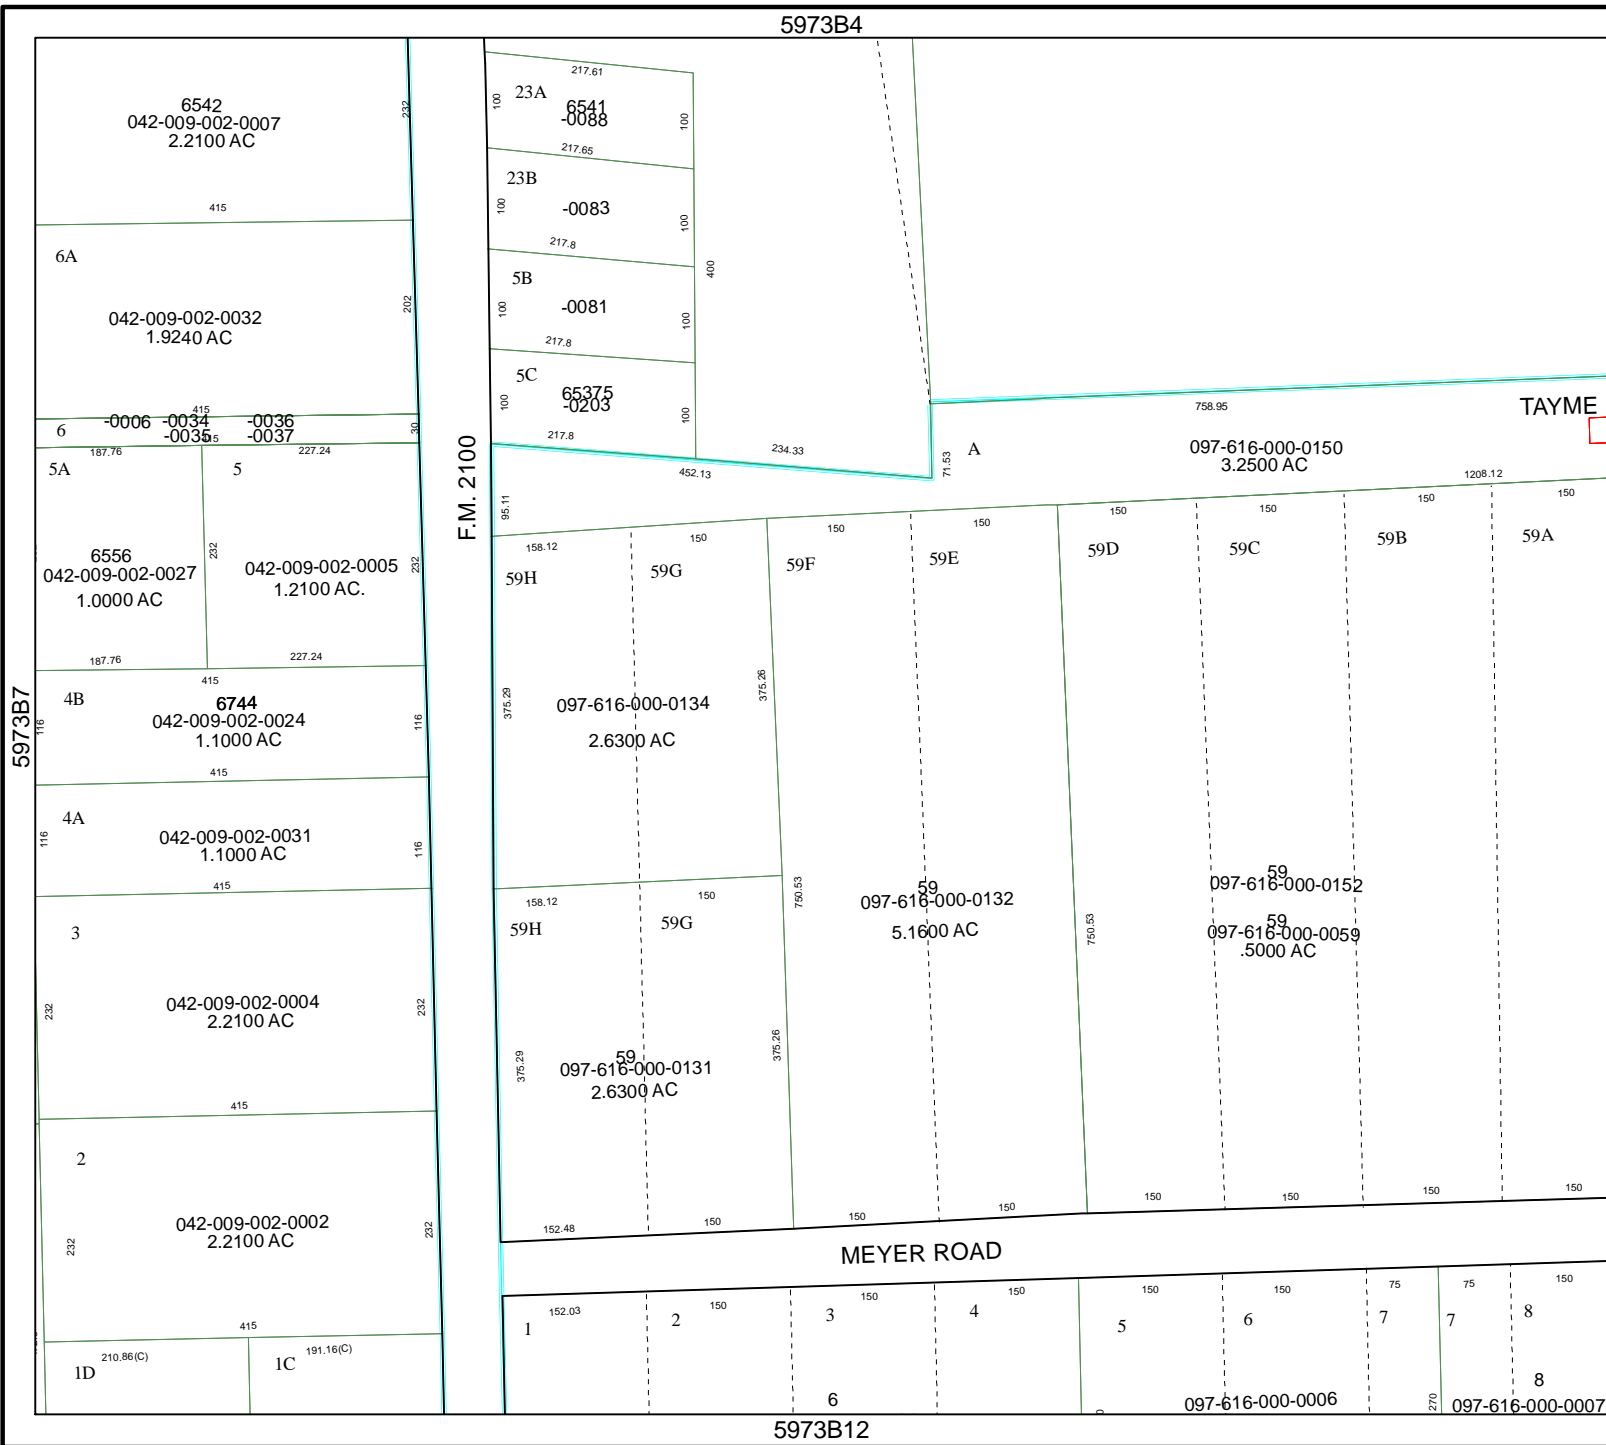 5973B4
6542
042-009-002-0007
2.2100 AC
232
415
6A
042-009-002-0032
1.9240 AC
202
415
6
-0006 -0034 -0036
-0035 -0037
415
30
187.76
227.24
5A
5
6556
042-009-002-0027
1.0000 AC
232
042-009-002-0005
1.2100 AC.
232
187.76
227.24
415
4B
6744
042-009-002-0024
1.1000 AC
116
116
415
4A
042-009-002-0031
1.1000 AC
116
116
415
3
042-009-002-0004
2.2100 AC
232
232
415
2
042-009-002-0002
2.2100 AC
232
232
415
1D
210.86(C)
1C
191.16(C)
5973B7
F.M. 2100
217.61
23A
6541
-0088
100
100
217.65
23B
-0083
100
100
217.8
5B
-0081
100
100
400
217.8
5C
65375
-0203
100
100
217.8
234.33
452.13
95.11
71.53
A
758.95
TAYME
097-616-000-0150
3.2500 AC
1208.12
158.12
150
150
150
150
150
150
150
59H
59G
59F
59E
59D
59C
59B
59A
375.29
097-616-000-0134
2.6300 AC
375.26
158.12
150
59H
59G
375.29
59
097-616-000-0131
2.6300 AC
375.26
750.53
59
097-616-000-0132
5.1600 AC
750.53
59
097-616-000-0152
59
097-616-000-0059
.5000 AC
152.48
150
150
150
150
150
150
150
MEYER ROAD
152.03
150
150
150
150
150
75
75
150
1
2
3
4
5
6
7
7
8
6
097-616-000-0006
270
8
097-616-000-0007
5973B12